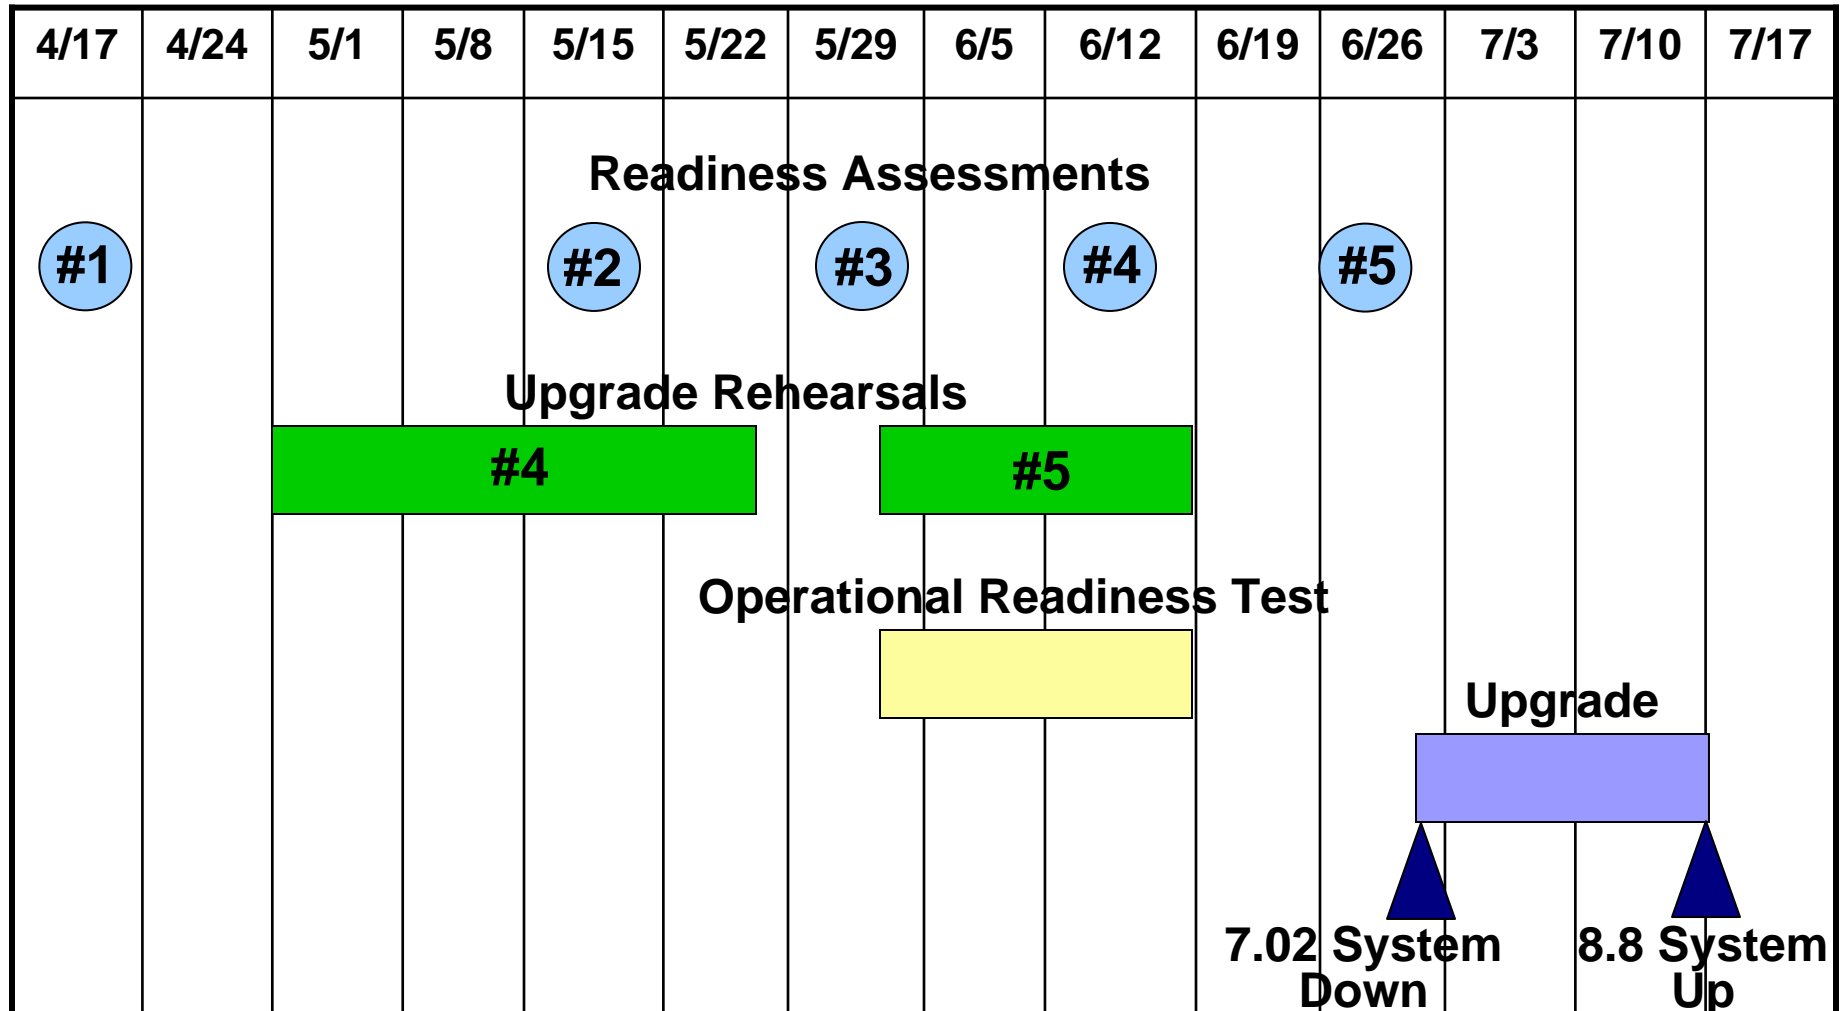 4/17 4/24 5/1 5/8 5/15 5/22 5/29 6/5 6/12 6/19 6/26 7/3 7/10 7/17
Readiness Assessments
#1 #2 #3 #4 #5
Upgrade Rehearsals
#4 #5
Operational Readiness Test
Upgrade
7.02 System
Down
8.8 System
Up